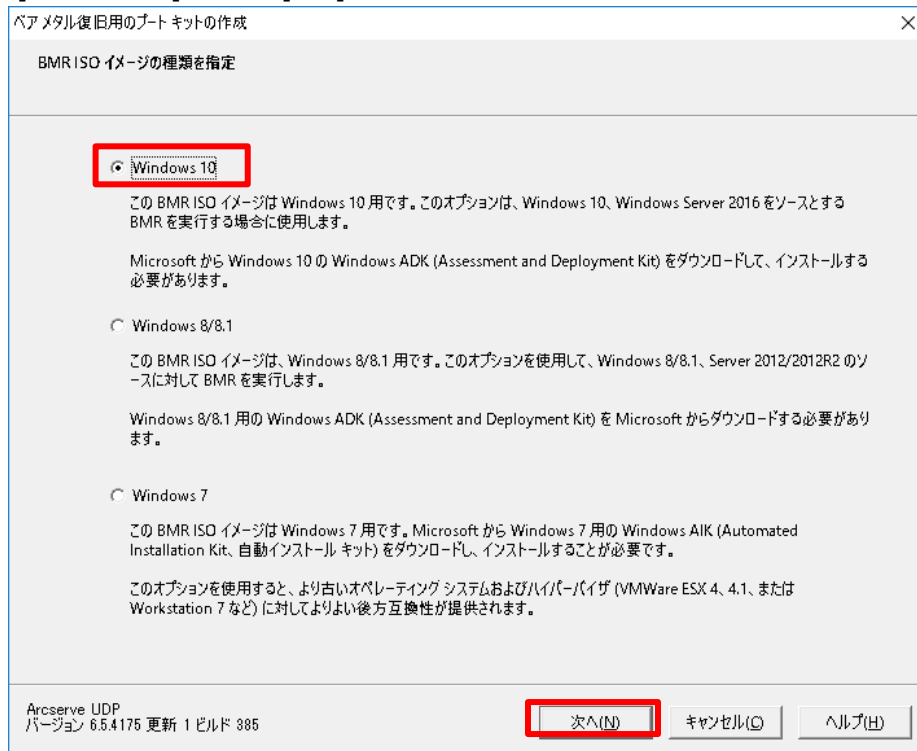 ベア メタル復旧用のブート キットの作成
BMR ISO イメージの種類を指定
Windows 10
この BMR ISO イメージは Windows 10 用です。このオプションは、Windows 10、Windows Server 2016 をソースとする
BMR を実行する場合に使用します。
Microsoft から Windows 10 の Windows ADK (Assessment and Deployment Kit) をダウンロードして、インストールする
必要があります。
Windows 8/8.1
この BMR ISO イメージは、Windows 8/8.1 用です。このオプションを使用して、Windows 8/8.1、Server 2012/2012R2 のソ
ースに対して BMR を実行します。
Windows 8/8.1 用の Windows ADK (Assessment and Deployment Kit) を Microsoft からダウンロードする必要があり
ます。
Windows 7
この BMR ISO イメージは Windows 7 用です。Microsoft から Windows 7 用の Windows AIK (Automated
Installation Kit、自動インストール キット) をダウンロードし、インストールすることが必要です。
このオプションを使用すると、より古いオペレーティング システムおよびハイパーバイザ (VMWare ESX 4、4.1、または
Workstation 7 など) に対してよりよい後方互換性が提供されます。
Arcserve UDP
バージョン 6.5.4175 更新 1 ビルド 385
次へ(N)
キャンセル(C)
ヘルプ(H)